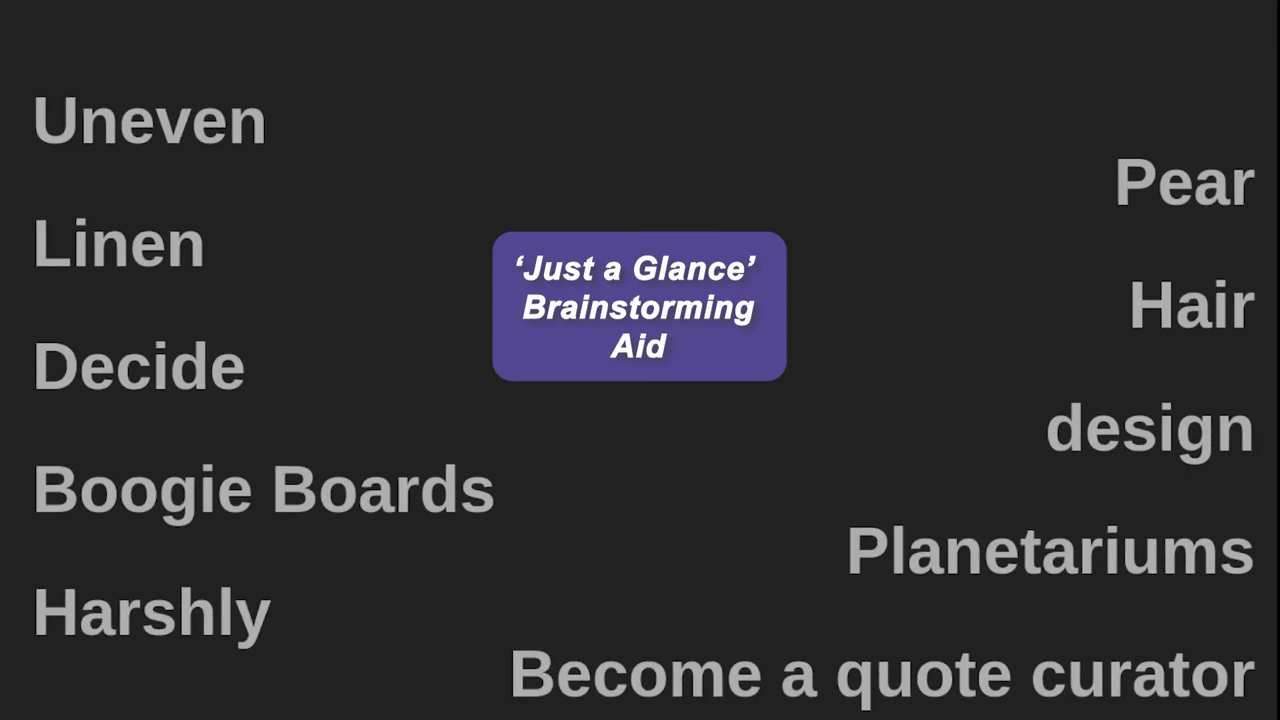 Uneven
Pear
Linen
‘Just a Glance’
Brainstorming
Aid
Hair
Decide
design
Boogie Boards
Planetariums
Harshly
Become a quote curator